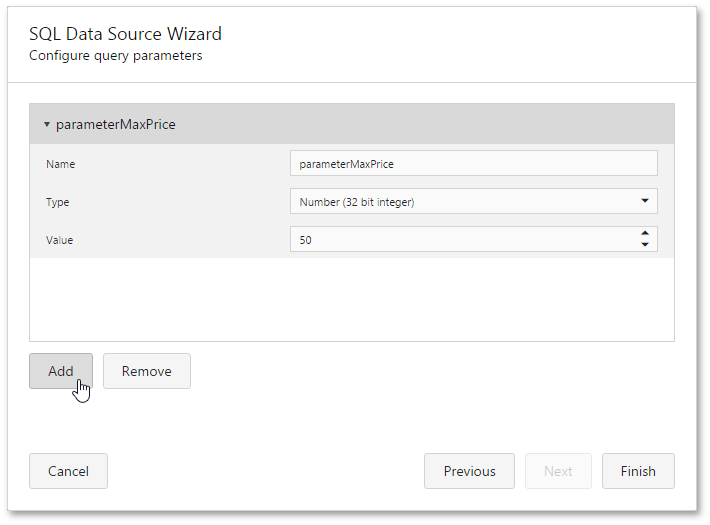 SQL Data Source Wizard
Configure query parameters
parameterMaxPrice
Name parameterMaxPrice
Type Number (32 bit integer)
Value 50
Add Remove
Cancel Previous Next Finish